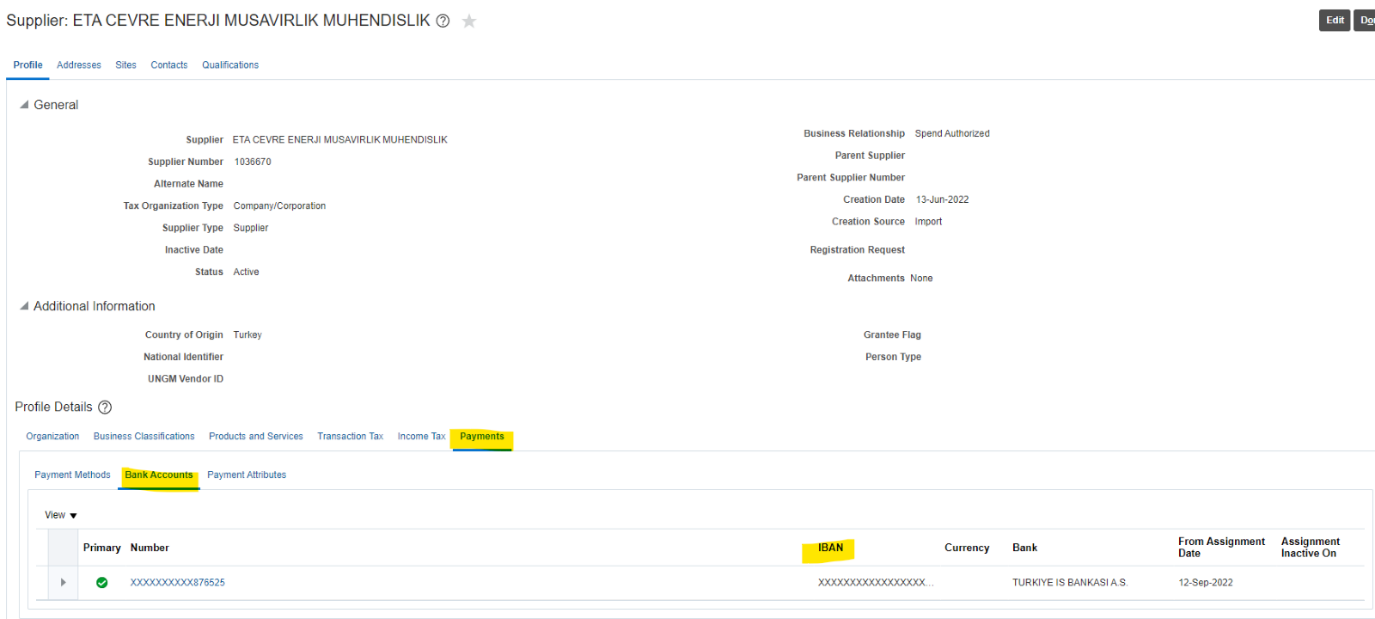 Supplier: ETA CEVRE ENERJI MUSAVIRLIK MUHENDISLIK
Edit
Do
Profile Addresses Sites Contacts Qualifications
General
Supplier ETA CEVRE ENERJI MUSAVIRLIK MUHENDISLIK
Supplier Number 1036670
Alternate Name
Tax Organization Type Company/Corporation
Supplier Type Supplier
Inactive Date
Status Active
Business Relationship Spend Authorized
Parent Supplier
Parent Supplier Number
Creation Date 13-Jun-2022
Creation Source Import
Registration Request
Attachments None
Additional Information
Country of Origin Turkey
National Identifier
UNGM Vendor ID
Grantee Flag
Person Type
Profile Details
Organization Business Classifications Products and Services Transaction Tax Income Tax Payments
Payment Methods Bank Accounts Payment Attributes
View
Primary Number IBAN Currency Bank From Assignment Date Assignment Inactive On
XXXXXXXXXX876525 XXXXXXXXXXXXXXXXX... TURKIYE IS BANKASI A.S. 12-Sep-2022